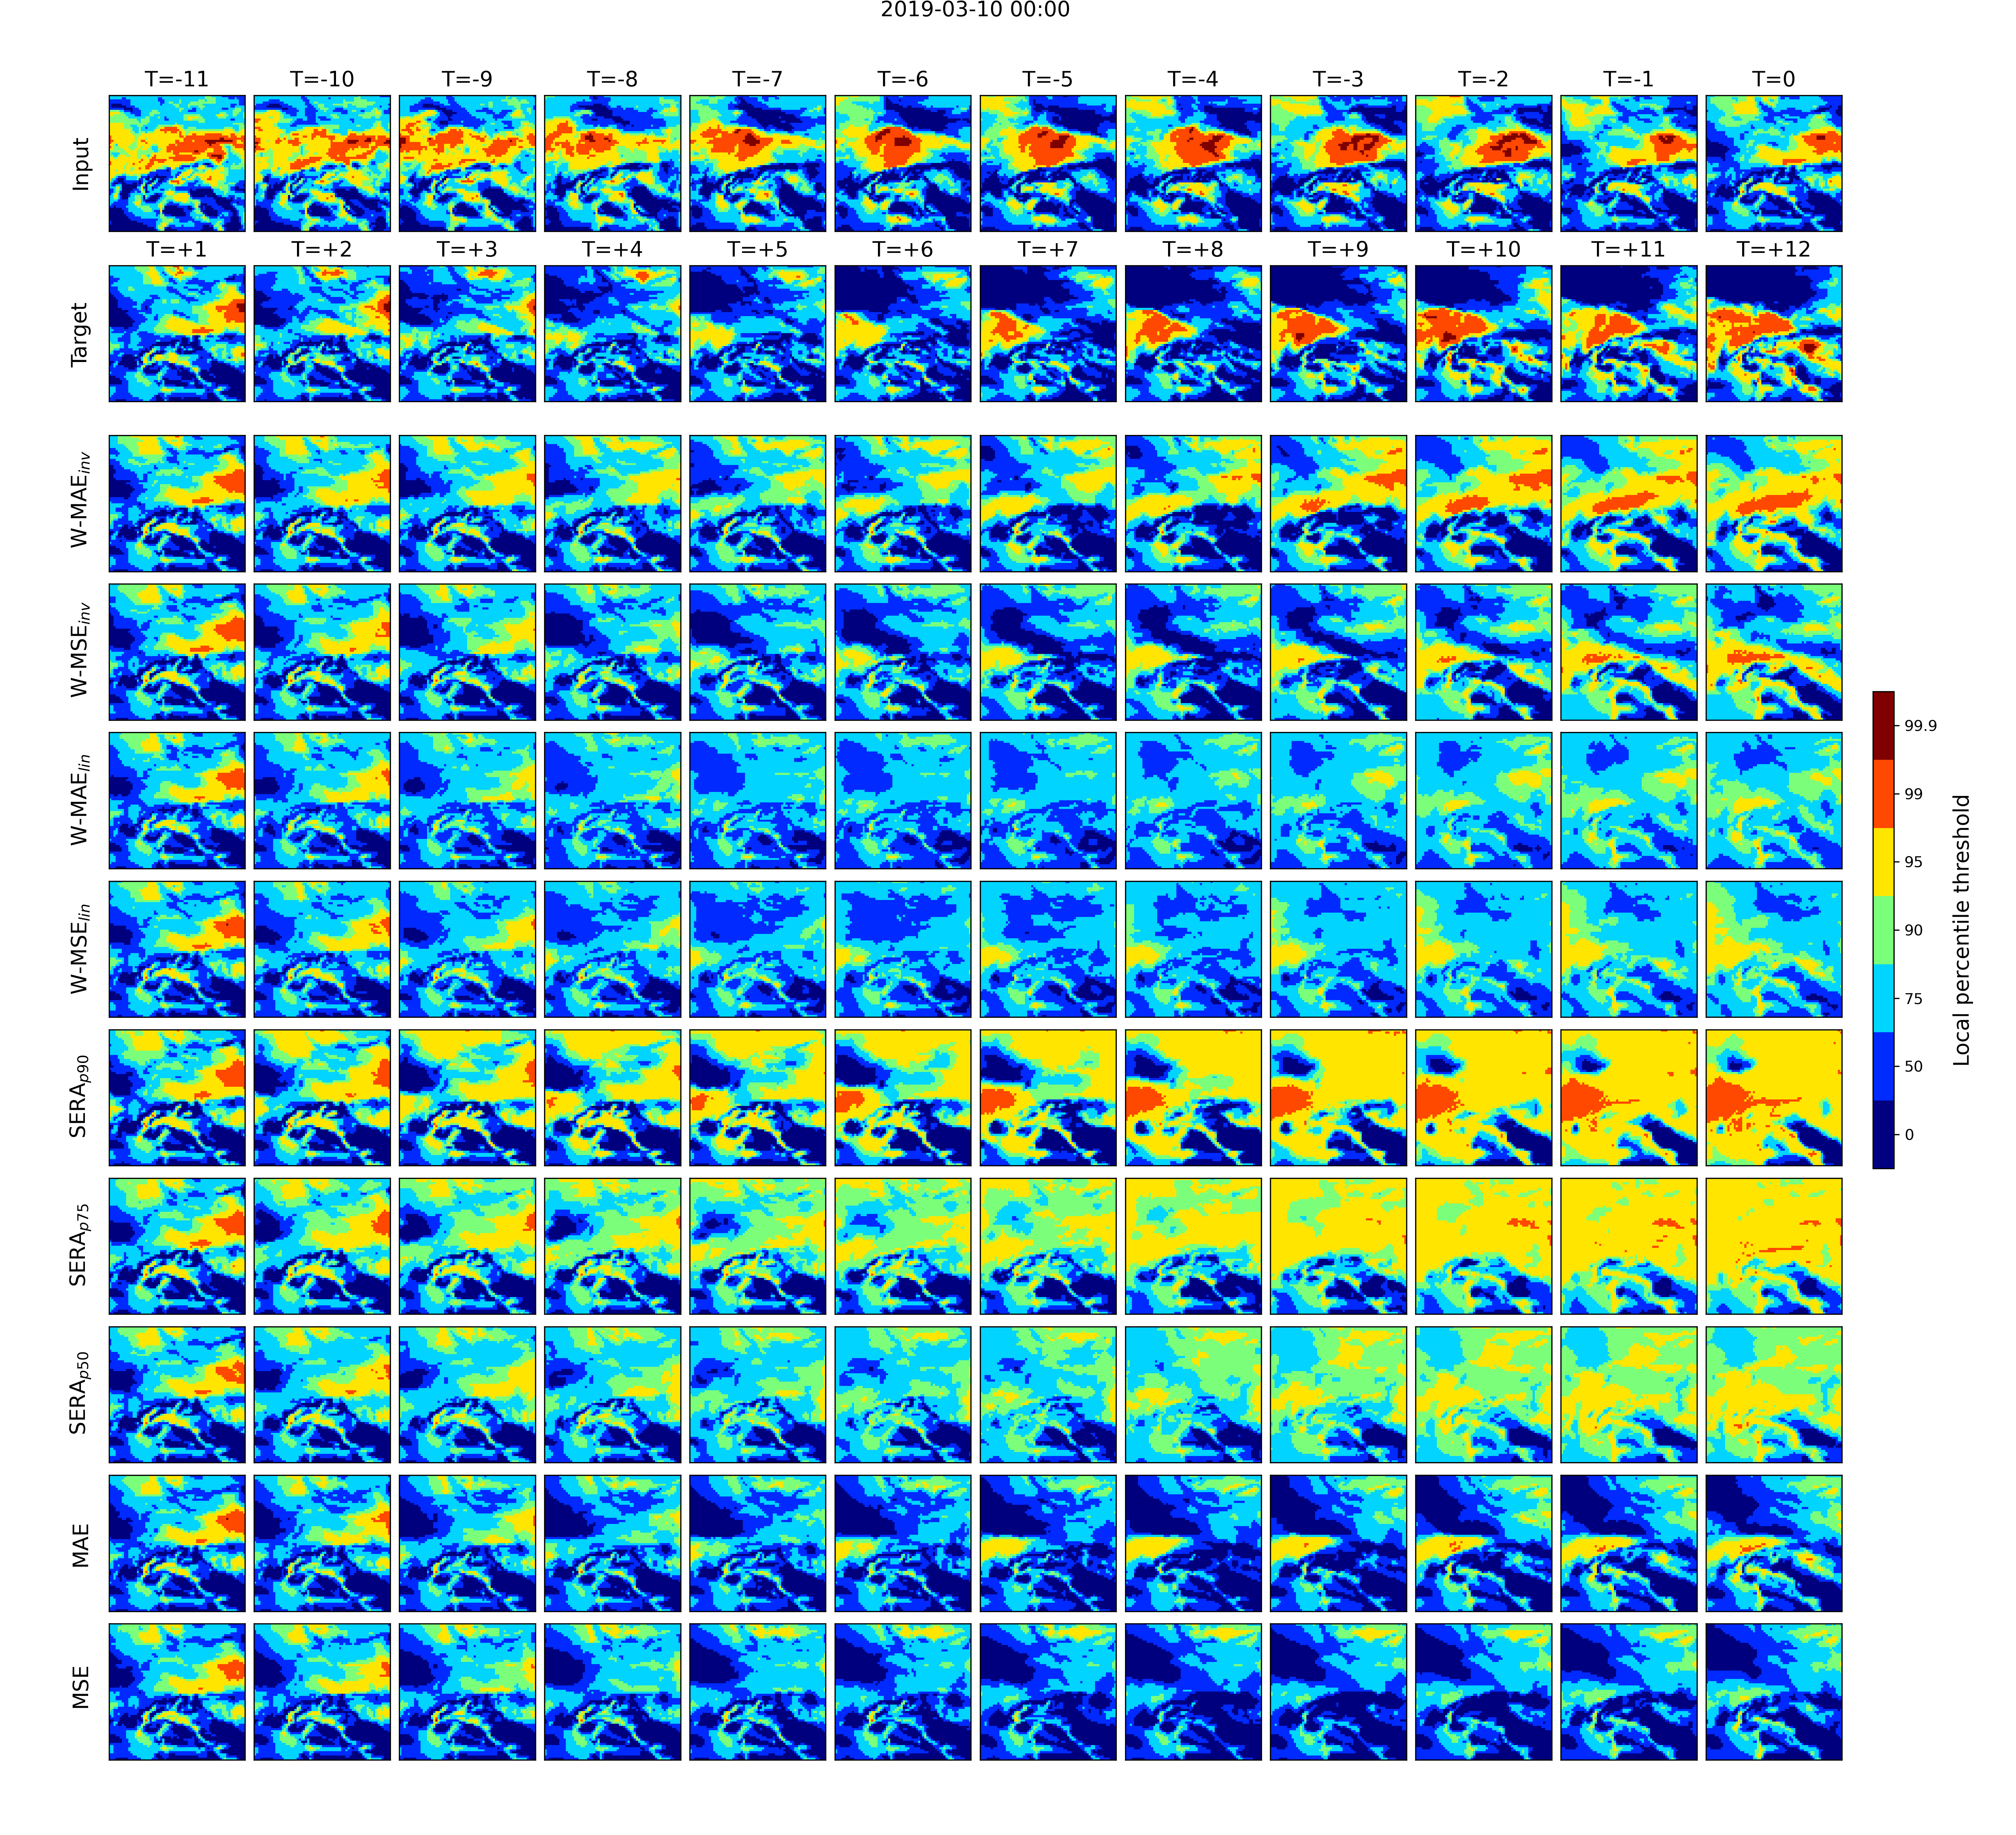 2019-03-10 00:00
T=-11 T=-10 T=-9 T=-8 T=-7 T=-6 T=-5 T=-4 T=-3 T=-2 T=-1 T=0
Input
T=+1 T=+2 T=+3 T=+4 T=+5 T=+6 T=+7 T=+8 T=+9 T=+10 T=+11 T=+12
Target
W-MAEinv
W-MSEinv
W-MAElin
W-MSElin
SERAp90
SERAp75
SERAp50
MAE
MSE
99.9
99
95
90
75
50
0
Local percentile threshold